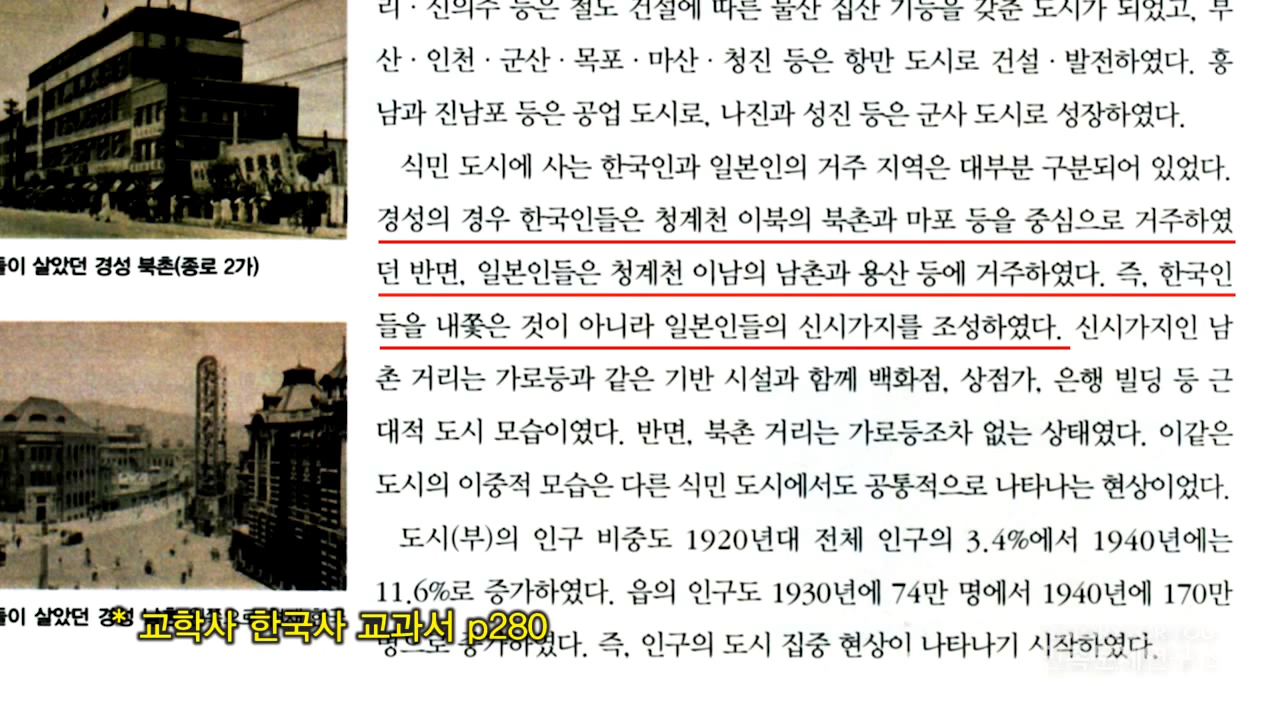 리 · 신의주 등은 철도 건설에 따른 물산 집산 기능을 갖춘 도시가 되었고, 부
산 · 인천 · 군산 · 목포 · 마산 · 청진 등은 항만 도시로 건설 · 발전하였다. 흥
남과 진남포 등은 공업 도시로, 나진과 성진 등은 군사 도시로 성장하였다.
식민 도시에 사는 한국인과 일본인의 거주 지역은 대부분 구분되어 있었다.
경성의 경우 한국인들은 청계천 이북의 북촌과 마포 등을 중심으로 거주하였
던 반면, 일본인들은 청계천 이남의 남촌과 용산 등에 거주하였다. 즉, 한국인
들을 내쫓은 것이 아니라 일본인들의 신시가지를 조성하였다. 신시가지인 남
촌 거리는 가로등과 같은 기반 시설과 함께 백화점, 상점가, 은행 빌딩 등 근
대적 도시 모습이였다. 반면, 북촌 거리는 가로등조차 없는 상태였다. 이같은
도시의 이중적 모습은 다른 식민 도시에서도 공통적으로 나타나는 현상이었다.
도시(부)의 인구 비중도 1920년대 전체 인구의 3.4%에서 1940년에는
11.6%로 증가하였다. 읍의 인구도 1930년에 74만 명에서 1940년에 170만
명으로 증가하였다. 즉, 인구의 도시 집중 현상이 나타나기 시작하였다.
들이 살았던 경성 북촌(종로 2가)
들이 살았던 경성
* 교학사 한국사 교과서 p280